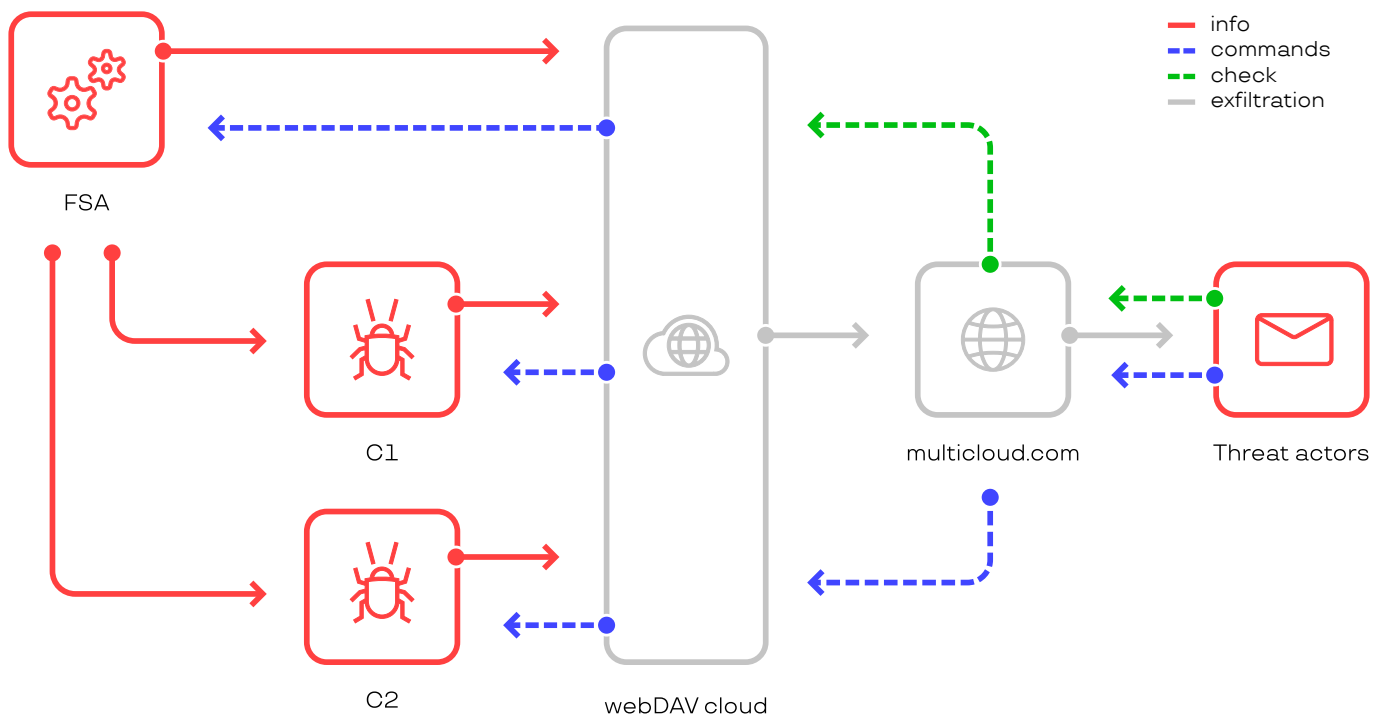 info
commands
check
exfiltration
FSA
C1
multicloud.com
Threat actors
C2
webDAV cloud